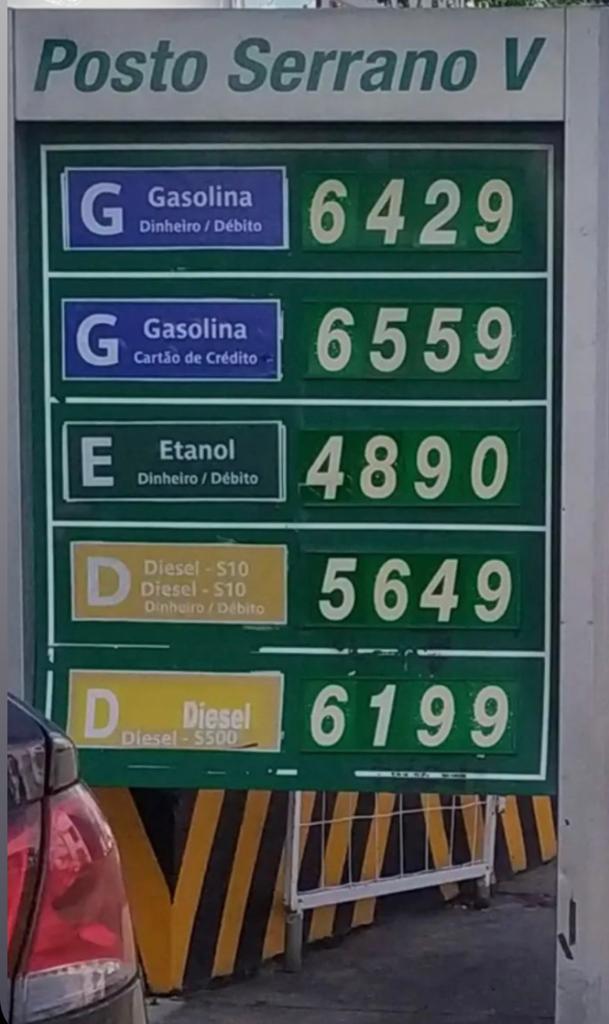 Posto Serrano V
G Gasolina 6429
Dinheiro / Débito
G Gasolina 6559
Cartão de Crédito
E Etanol 4890
Dinheiro / Débito
D Diesel - S10 5649
Diesel - S10
Dinheiro / Débito
D Diesel 6199
Diesel - S500